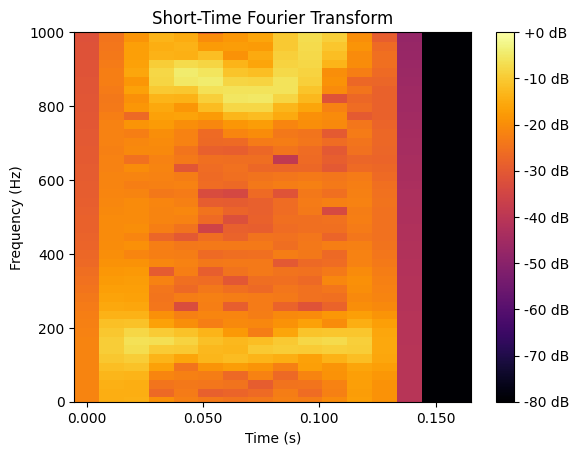 Short-Time Fourier Transform
1000
800
600
400
200
0
Frequency (Hz)
0.000
0.050
0.100
0.150
Time (s)
+0 dB
-10 dB
-20 dB
-30 dB
-40 dB
-50 dB
-60 dB
-70 dB
-80 dB